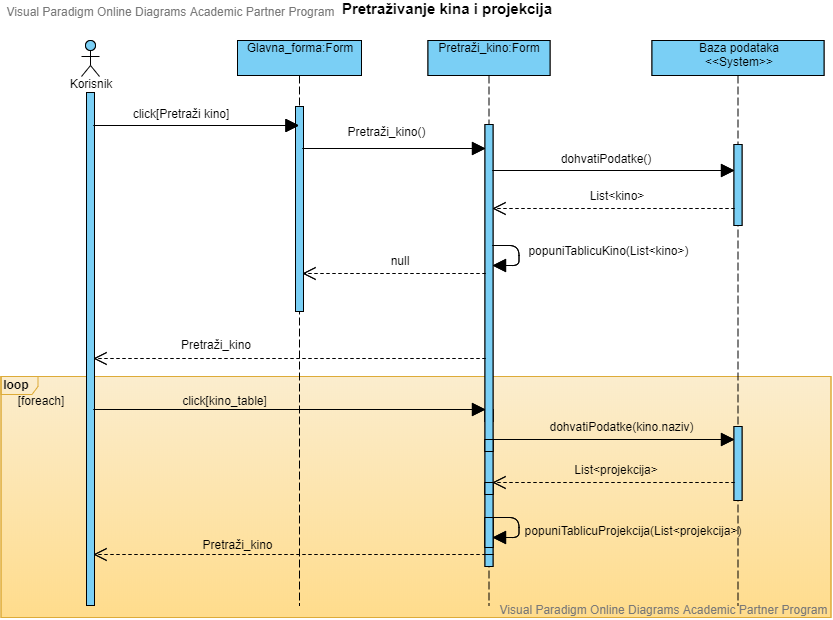 Visual Paradigm Online Diagrams Academic Partner Program
Pretraživanje kina i projekcija
Korisnik
Glavna_forma:Form
Pretraži_kino:Form
Baza podataka
<<System>>
click[Pretraži kino]
Pretraži_kino()
dohvatiPodatke()
List<kino>
popuniTablicuKino(List<kino>)
null
Pretraži_kino
loop
[foreach]
click[kino_table]
dohvatiPodatke(kino.naziv)
List<projekcija>
popuniTablicuProjekcija(List<projekcija>)
Pretraži_kino
Visual Paradigm Online Diagrams Academic Partner Program